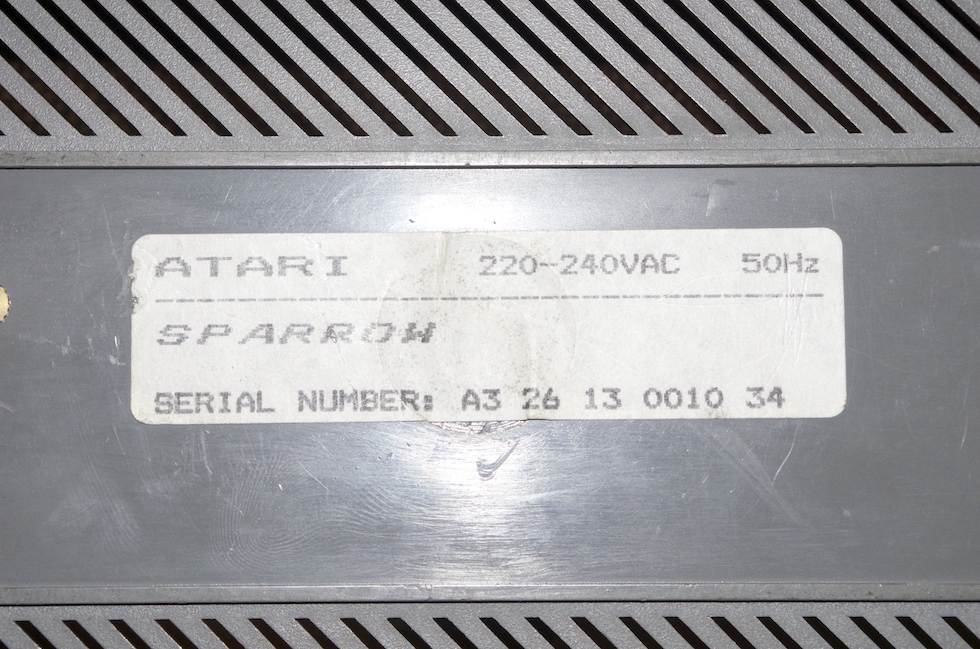 ATARI 220-240VAC 50Hz
SPARROW
SERIAL NUMBER: A3 26 13 0010 34